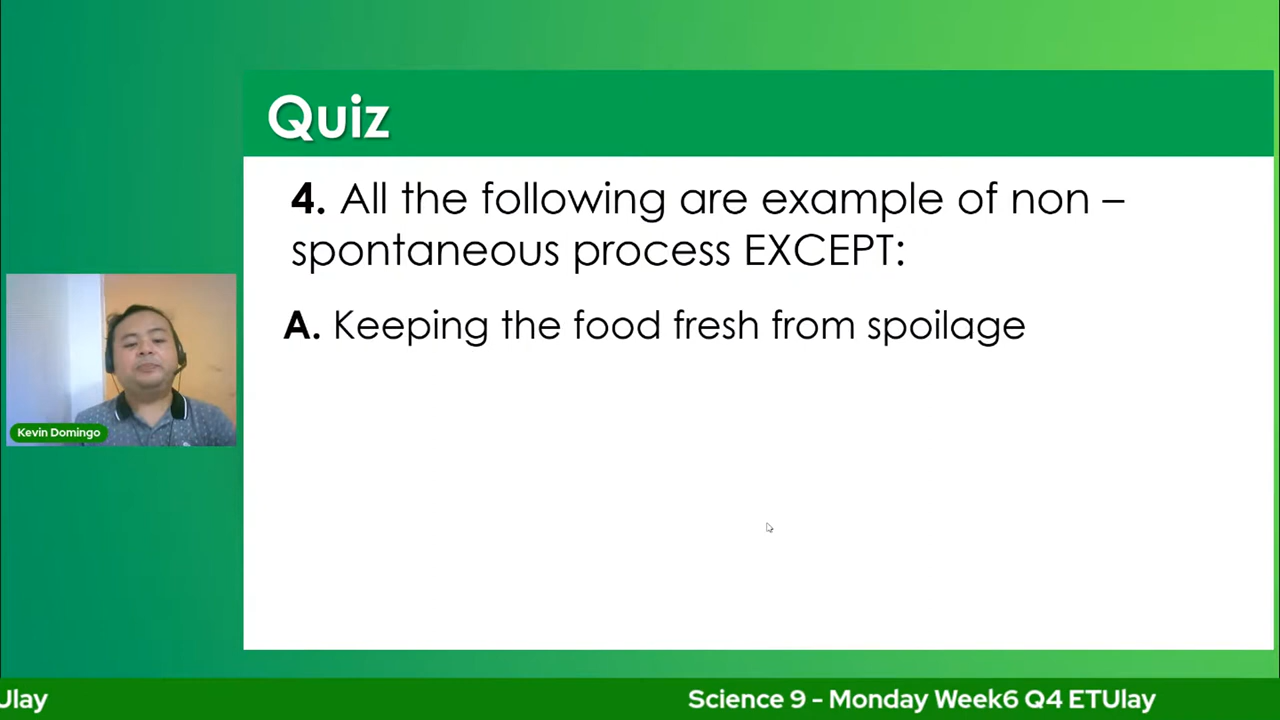 Quiz
4. All the following are example of non –
spontaneous process EXCEPT:
A. Keeping the food fresh from spoilage
Kevin Domingo
Ulay
Science 9 - Monday Week6 Q4 ETUlay